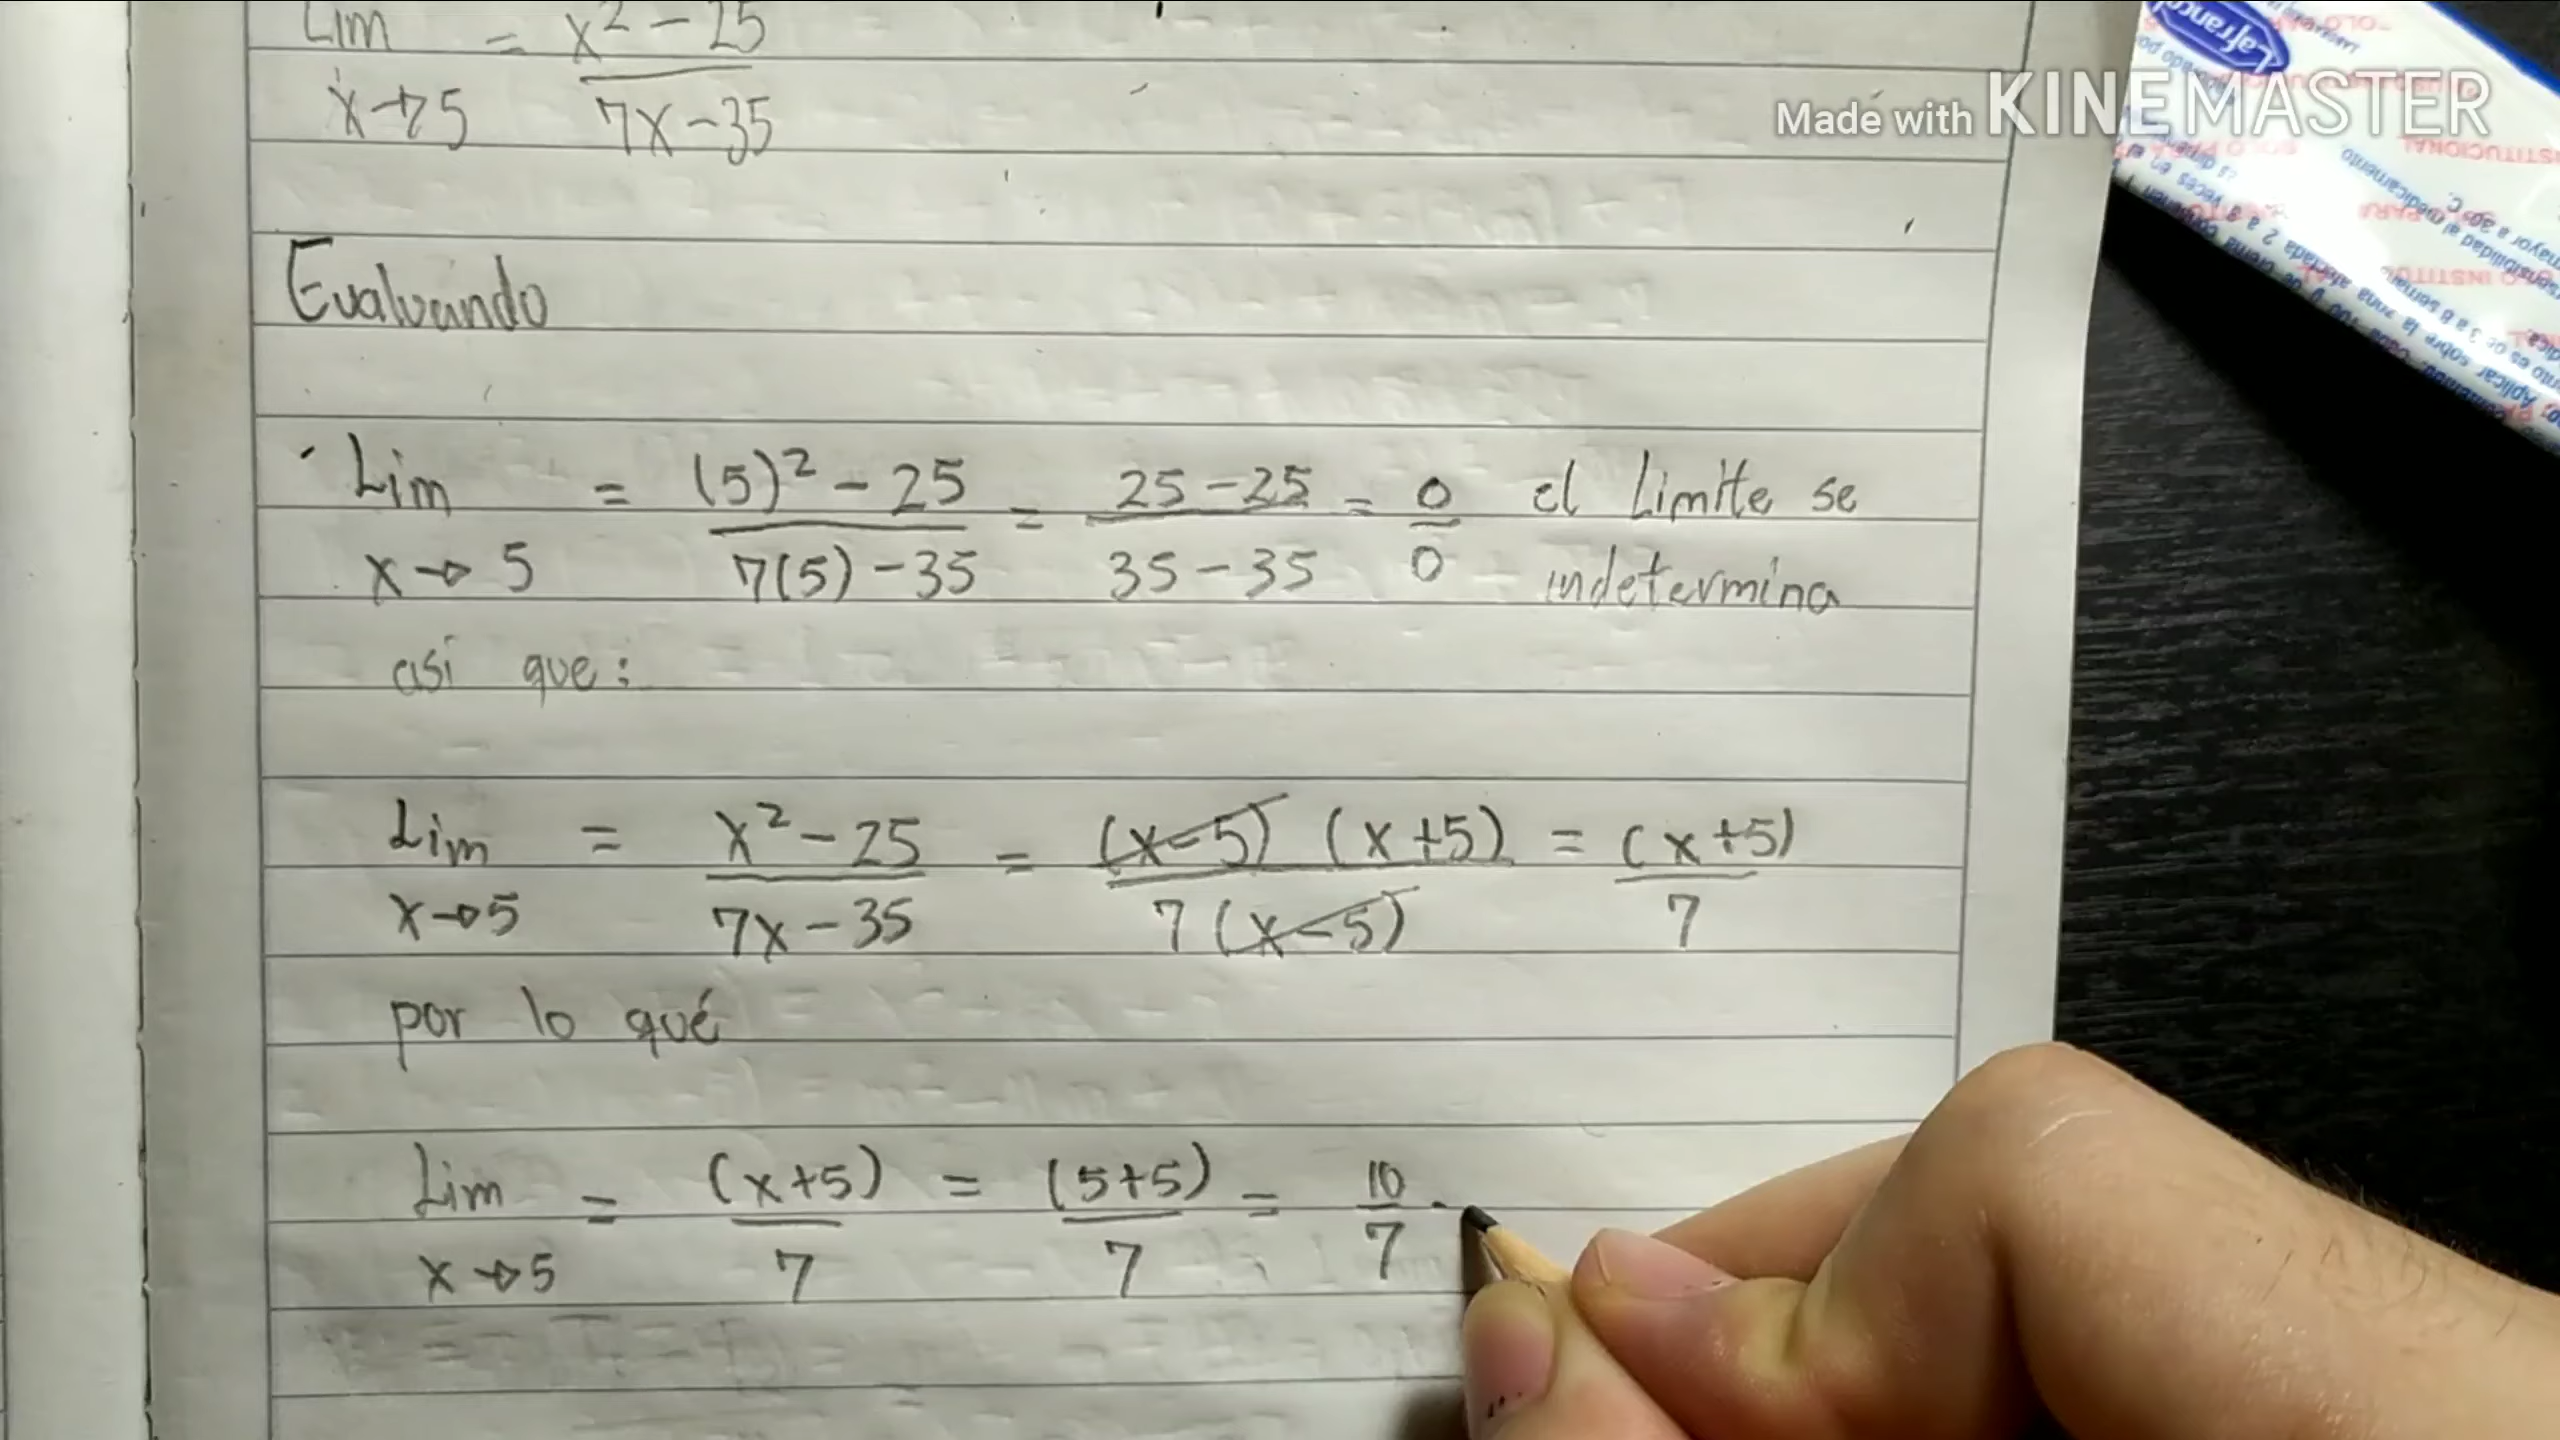 Lim = x² - 25
x→5 7x - 35
Made with KINEMASTER
Lafrancol
Evaluando
Lim = (5)² - 25 = 25 - 25 = 0 el Limite se
x→5 7(5) - 35 35 - 35 0 indetermina
asi que:
Lim = x² - 25 = (x-5) (x+5) = (x+5)
x→5 7x - 35 7 (x-5) 7
por lo qué
Lim = (x+5) = (5+5) = 10
x→5 7 7 7